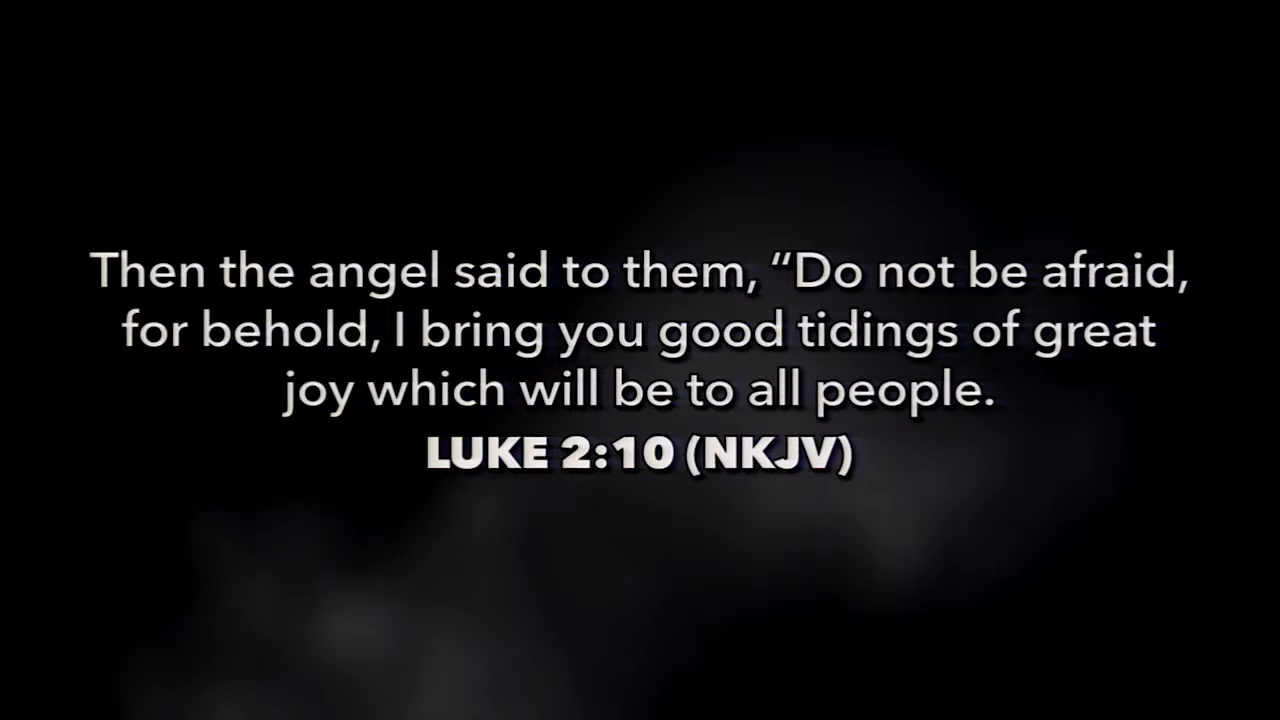 Then the angel said to them, “Do not be afraid,
for behold, I bring you good tidings of great
joy which will be to all people.
LUKE 2:10 (NKJV)